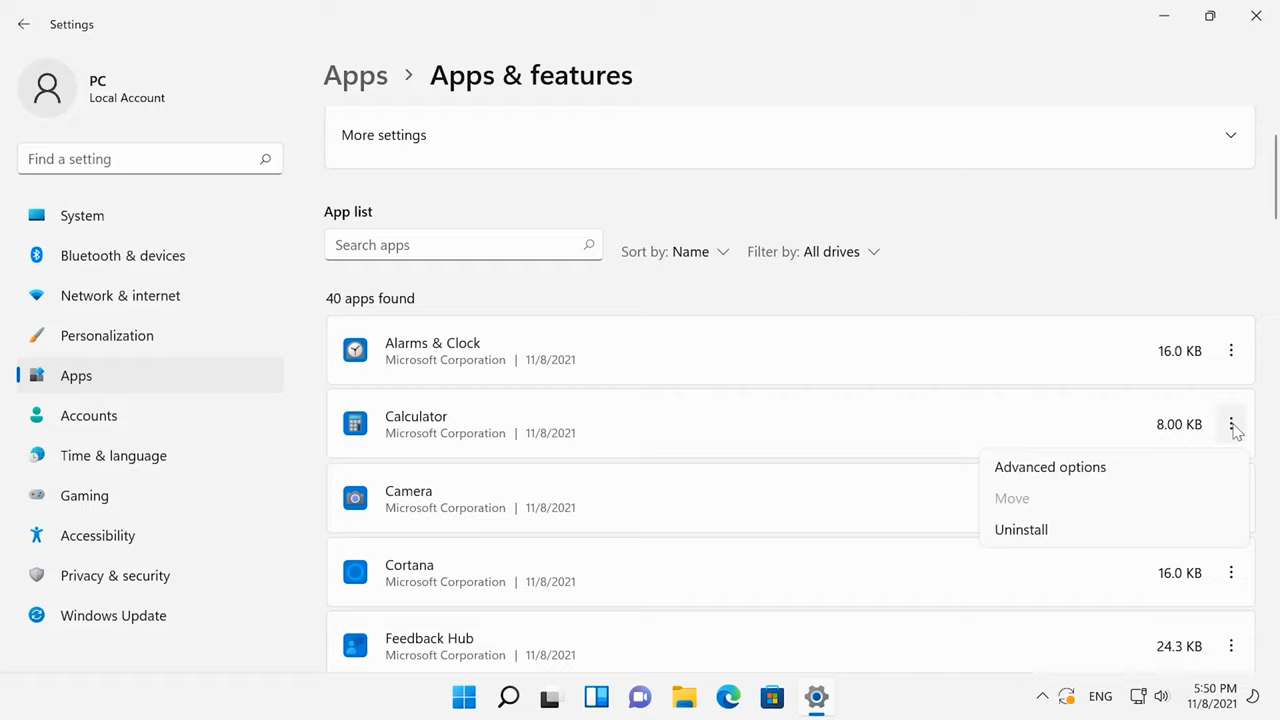 Settings
PC
Local Account
Find a setting
System
Bluetooth & devices
Network & internet
Personalization
Apps
Accounts
Time & language
Gaming
Accessibility
Privacy & security
Windows Update
Apps > Apps & features
More settings
App list
Search apps
Sort by: Name
Filter by: All drives
40 apps found
Alarms & Clock
Microsoft Corporation | 11/8/2021
16.0 KB
Calculator
Microsoft Corporation | 11/8/2021
8.00 KB
Advanced options
Move
Uninstall
Camera
Microsoft Corporation | 11/8/2021
Cortana
Microsoft Corporation | 11/8/2021
16.0 KB
Feedback Hub
Microsoft Corporation | 11/8/2021
24.3 KB
ENG
5:50 PM
11/8/2021